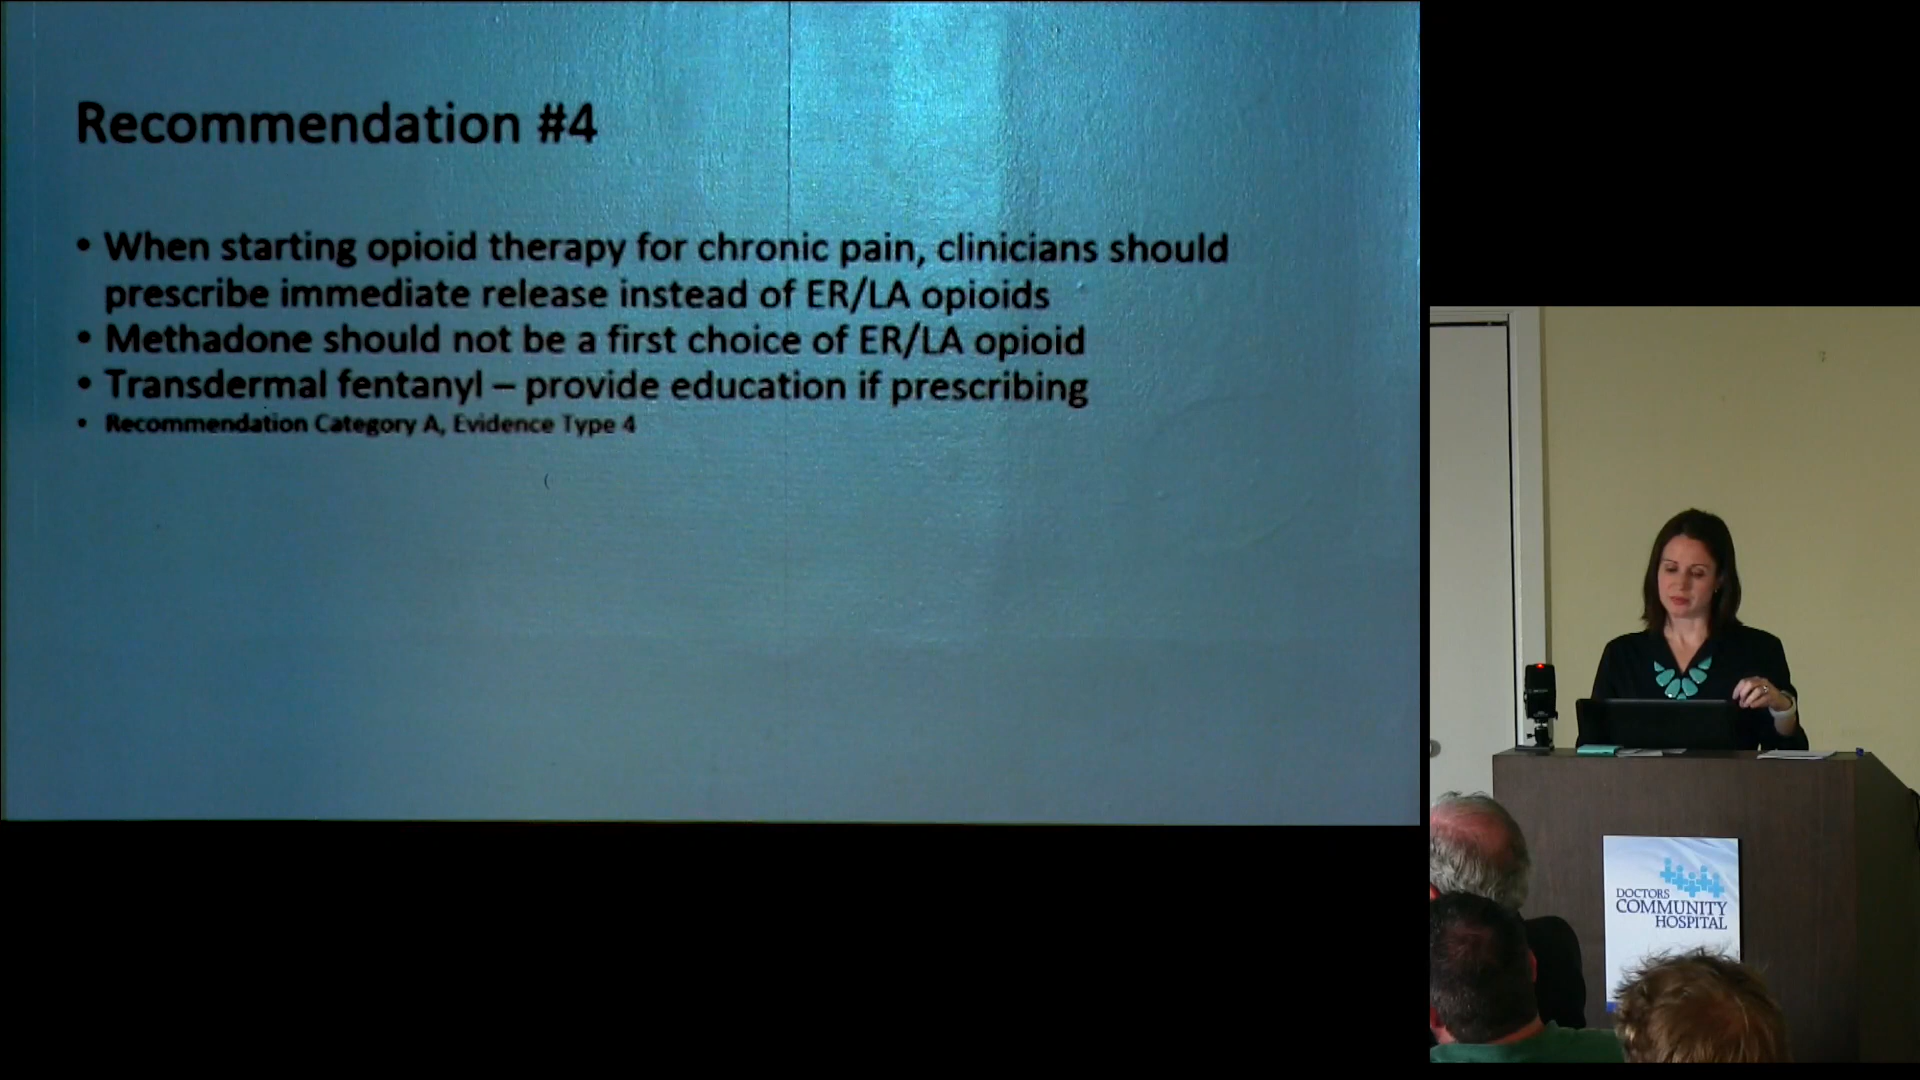 Recommendation #4
• When starting opioid therapy for chronic pain, clinicians should
prescribe immediate release instead of ER/LA opioids
• Methadone should not be a first choice of ER/LA opioid
• Transdermal fentanyl – provide education if prescribing
• Recommendation Category A, Evidence Type 4
DOCTORS
COMMUNITY
HOSPITAL